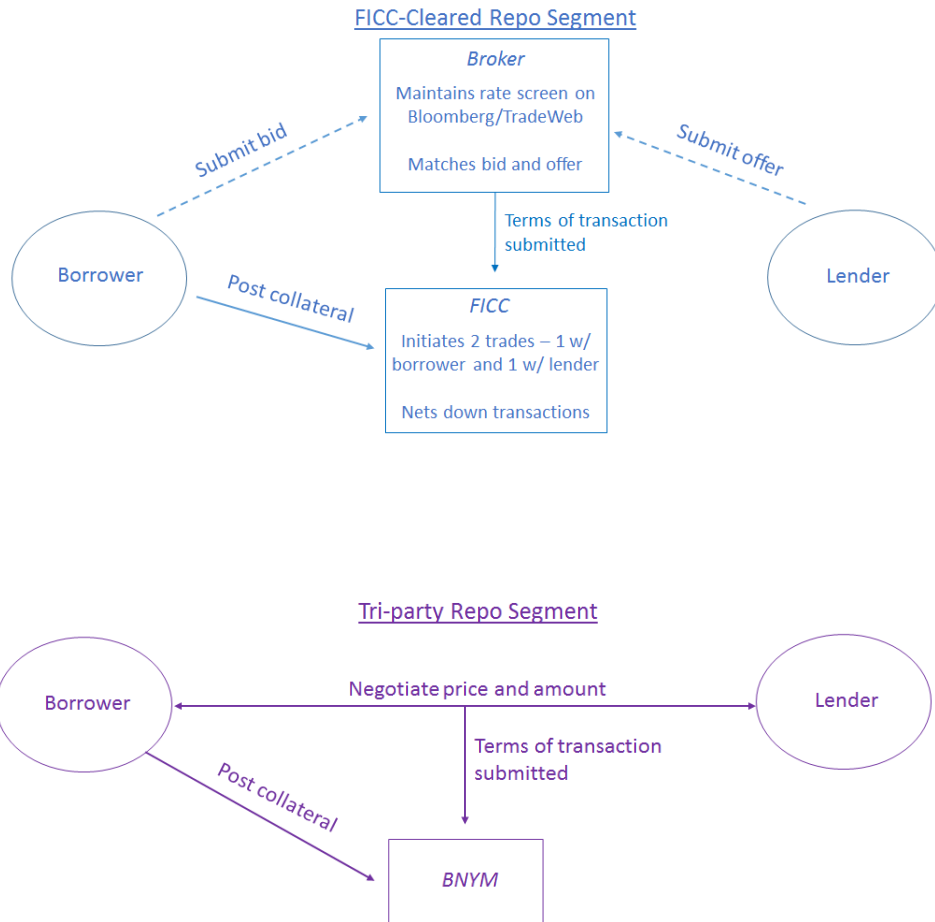 FICC-Cleared Repo Segment
Broker
Maintains rate screen on
Bloomberg/TradeWeb
Matches bid and offer
Submit bid
Submit offer
Terms of transaction
submitted
Borrower
Lender
Post collateral
FICC
Initiates 2 trades – 1 w/
borrower and 1 w/ lender
Nets down transactions
Tri-party Repo Segment
Borrower
Negotiate price and amount
Lender
Terms of transaction
submitted
Post collateral
BNYM